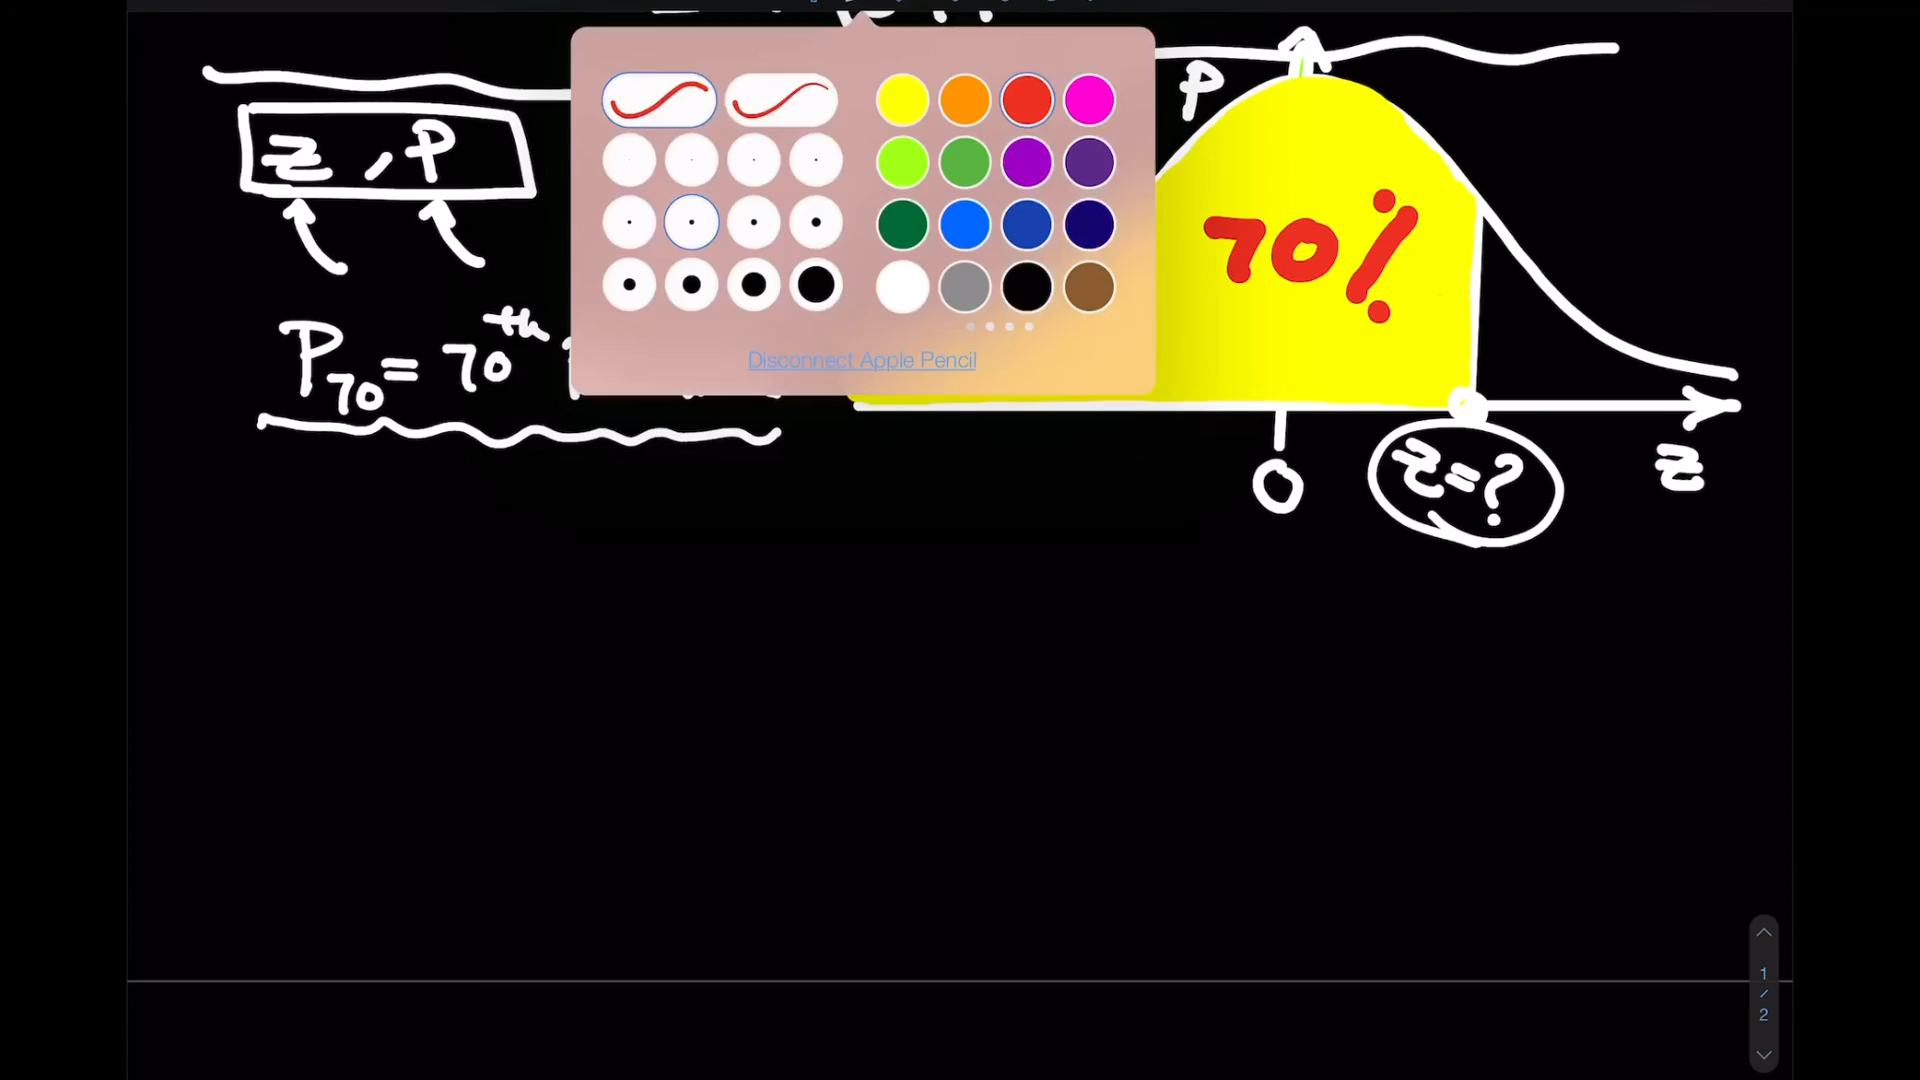 P
z , P
70%
P70 = 70th
Disconnect Apple Pencil
0
z=?
z
1
/
2